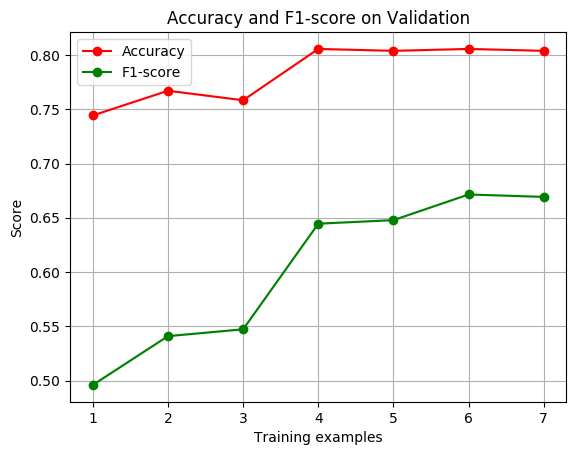 Accuracy and F1-score on Validation
Accuracy
F1-score
0.80
0.75
0.70
0.65
0.60
0.55
0.50
Score
1 2 3 4 5 6 7
Training examples